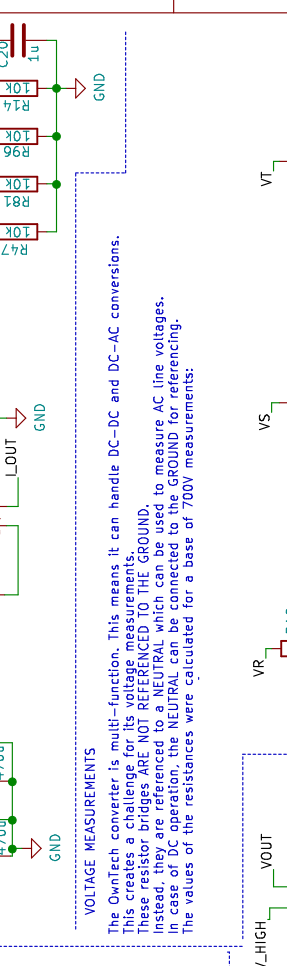 C20
1u
10k
R14
GND
10k
R96
10k
R81
10k
R47
GND
I_OUT
470u
470u
GND
VOLTAGE MEASUREMENTS
The OwnTech converter is multi-function. This means it can handle DC-DC and DC-AC conversions.
This creates a challenge for its voltage measurements.
These resistor bridges ARE NOT REFERENCED TO THE GROUND.
Instead, they are referenced to a NEUTRAL which can be used to measure AC line voltages.
In case of DC operation, the NEUTRAL can be connected to the GROUND for referencing.
The values of the resistances were calculated for a base of 700V measurements:
VT
VS
VR
VOUT
V_HIGH